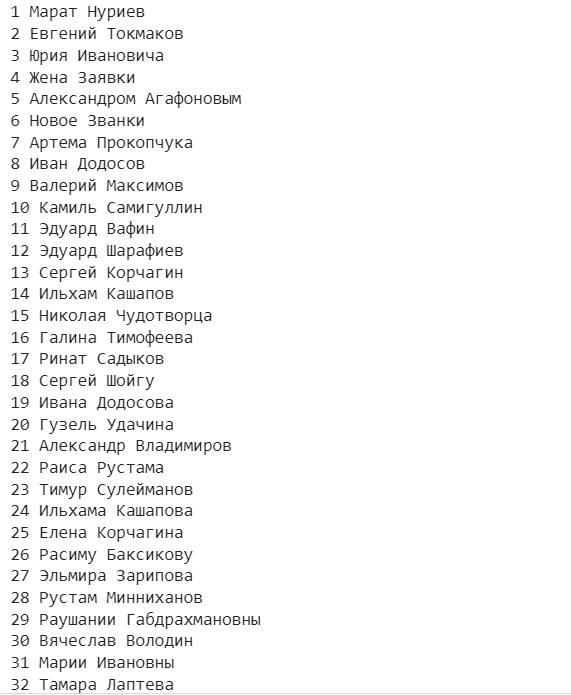 1 Марат Нуриев
2 Евгений Токмаков
3 Юрия Ивановича
4 Жена Заявки
5 Александром Агафоновым
6 Новое Званки
7 Артема Прокопчука
8 Иван Додосов
9 Валерий Максимов
10 Камиль Самигуллин
11 Эдуард Вафин
12 Эдуард Шарафиев
13 Сергей Корчагин
14 Ильхам Кашапов
15 Николая Чудотворца
16 Галина Тимофеева
17 Ринат Садыков
18 Сергей Шойгу
19 Ивана Додосова
20 Гузель Удачина
21 Александр Владимиров
22 Раиса Рустама
23 Тимур Сулейманов
24 Ильхама Кашапова
25 Елена Корчагина
26 Расиму Баксикову
27 Эльмира Зарипова
28 Рустам Минниханов
29 Раушании Габдрахмановны
30 Вячеслав Володин
31 Марии Ивановны
32 Тамара Лаптева